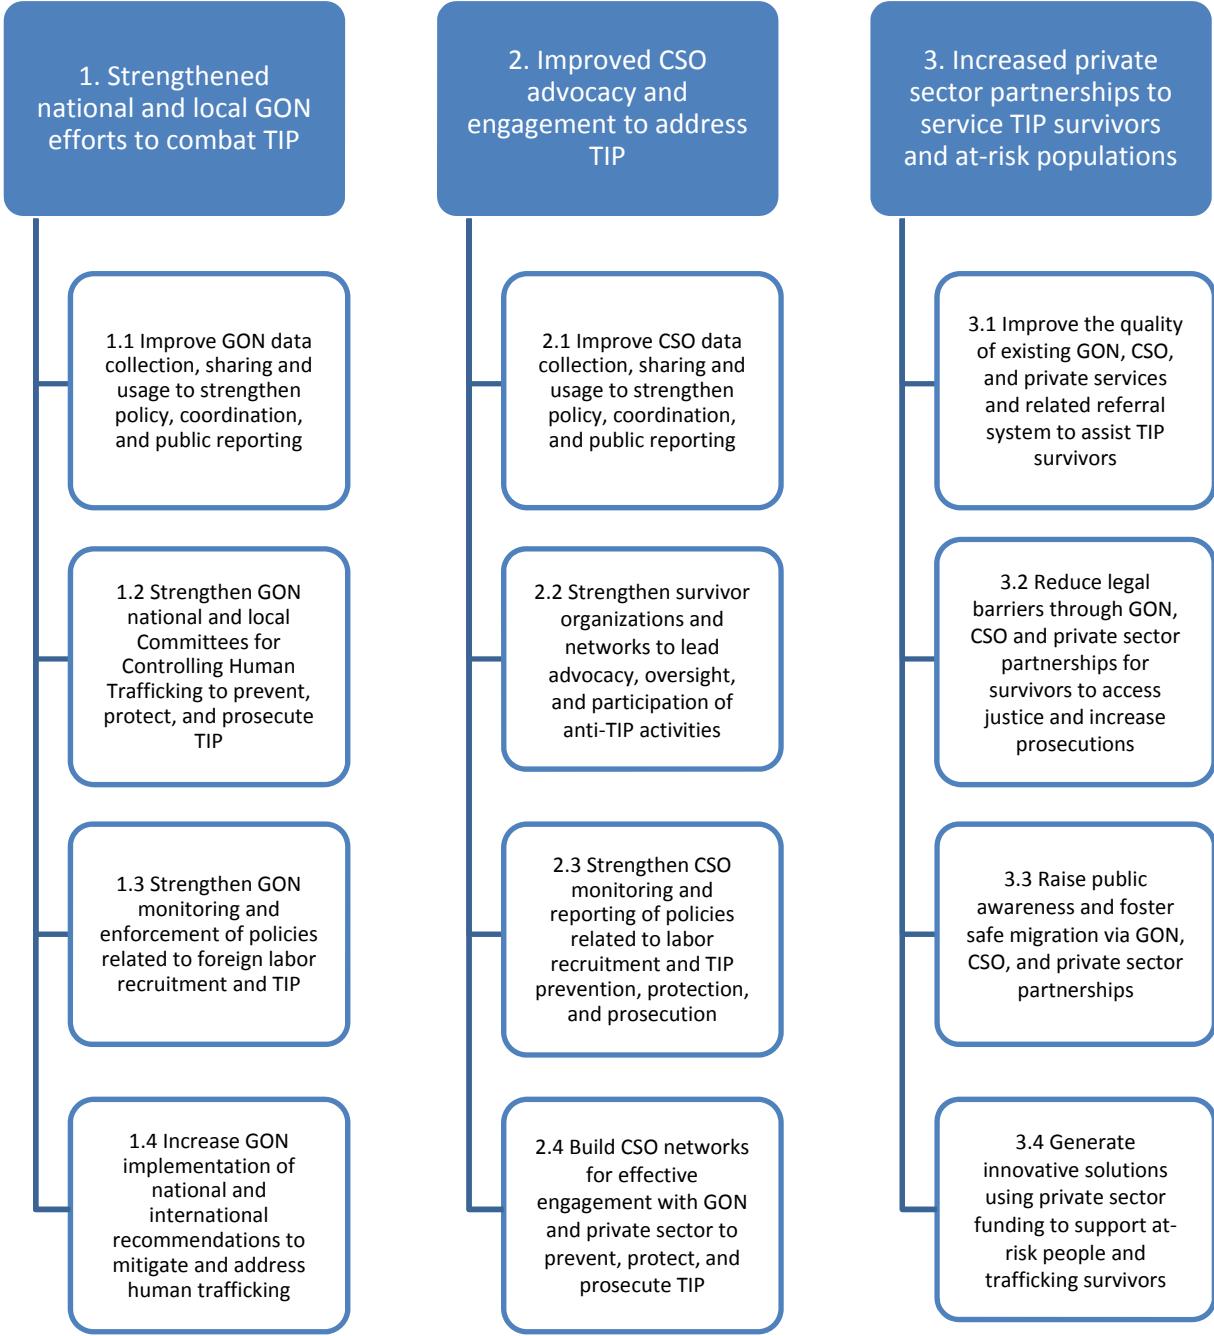 1. Strengthened
national and local GON
efforts to combat TIP
1.1 Improve GON data
collection, sharing and
usage to strengthen
policy, coordination,
and public reporting
1.2 Strengthen GON
national and local
Committees for
Controlling Human
Trafficking to prevent,
protect, and prosecute
TIP
1.3 Strengthen GON
monitoring and
enforcement of policies
related to foreign labor
recruitment and TIP
1.4 Increase GON
implementation of
national and
international
recommendations to
mitigate and address
human trafficking
2. Improved CSO
advocacy and
engagement to address
TIP
2.1 Improve CSO data
collection, sharing and
usage to strengthen
policy, coordination,
and public reporting
2.2 Strengthen survivor
organizations and
networks to lead
advocacy, oversight,
and participation of
anti-TIP activities
2.3 Strengthen CSO
monitoring and
reporting of policies
related to labor
recruitment and TIP
prevention, protection,
and prosecution
2.4 Build CSO networks
for effective
engagement with GON
and private sector to
prevent, protect, and
prosecute TIP
3. Increased private
sector partnerships to
service TIP survivors
and at-risk populations
3.1 Improve the quality
of existing GON, CSO,
and private services
and related referral
system to assist TIP
survivors
3.2 Reduce legal
barriers through GON,
CSO and private sector
partnerships for
survivors to access
justice and increase
prosecutions
3.3 Raise public
awareness and foster
safe migration via GON,
CSO, and private sector
partnerships
3.4 Generate
innovative solutions
using private sector
funding to support at-
risk people and
trafficking survivors